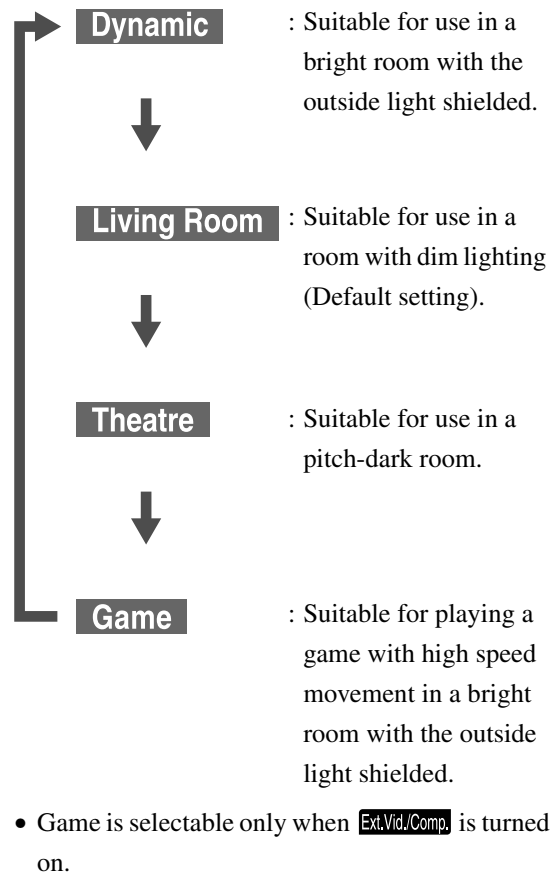 Dynamic : Suitable for use in a
bright room with the
outside light shielded.
Living Room : Suitable for use in a
room with dim lighting
(Default setting).
Theatre : Suitable for use in a
pitch-dark room.
Game : Suitable for playing a
game with high speed
movement in a bright
room with the outside
light shielded.
• Game is selectable only when Ext.Vid./Comp. is turned
on.